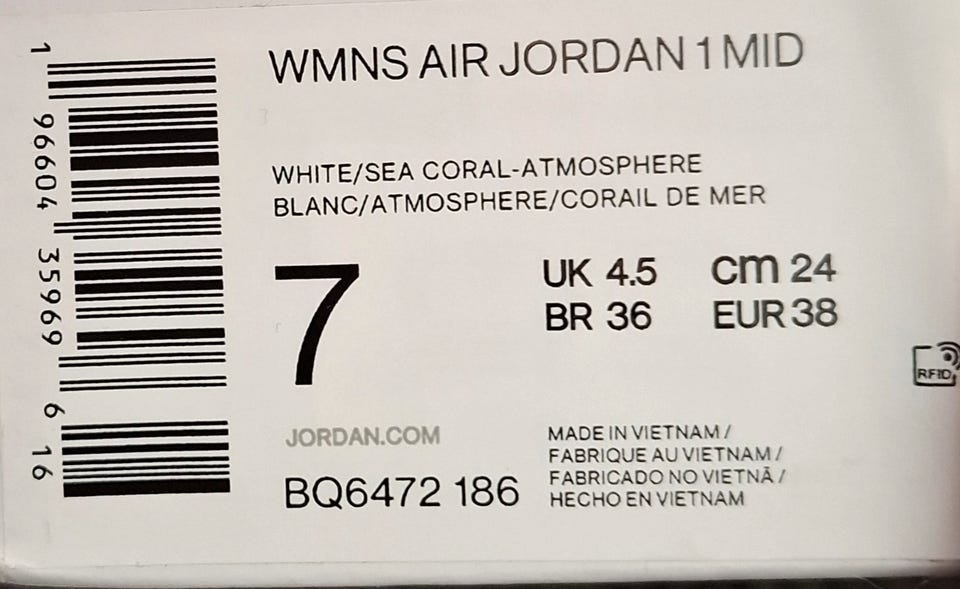 WMNS AIR JORDAN 1 MID
WHITE/SEA CORAL-ATMOSPHERE
BLANC/ATMOSPHERE/CORAIL DE MER
7
UK 4.5 cm 24
BR 36 EUR 38
RFID
JORDAN.COM
BQ6472 186
MADE IN VIETNAM /
FABRIQUE AU VIETNAM /
FABRICADO NO VIETNÃ /
HECHO EN VIETNAM
1 96604 35969 6 16